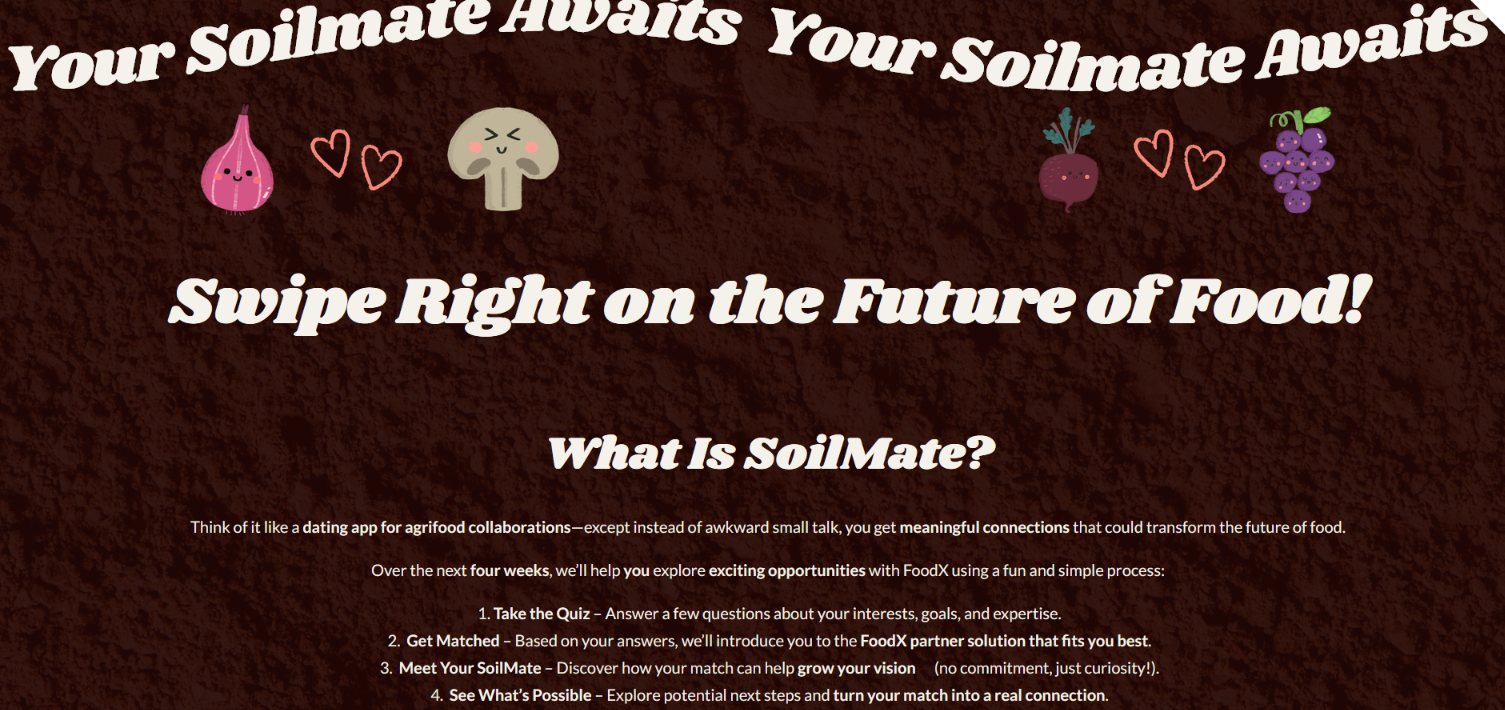 Your Soilmate Awaits Your Soilmate Awaits
Swipe Right on the Future of Food!
What Is SoilMate?
Think of it like a dating app for agrifood collaborations—except instead of awkward small talk, you get meaningful connections that could transform the future of food.
Over the next four weeks, we'll help you explore exciting opportunities with FoodX using a fun and simple process:
1. Take the Quiz – Answer a few questions about your interests, goals, and expertise.
2. Get Matched – Based on your answers, we'll introduce you to the FoodX partner solution that fits you best.
3. Meet Your SoilMate – Discover how your match can help grow your vision (no commitment, just curiosity!).
4. See What's Possible – Explore potential next steps and turn your match into a real connection.